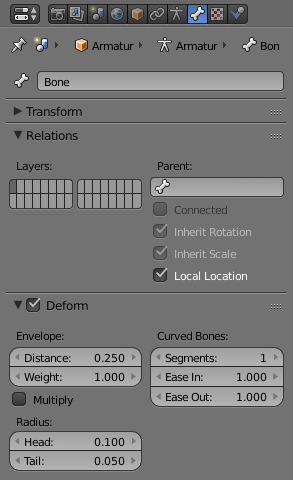 Armatur Armatur Bon
Bone
Transform
Relations
Layers: Parent:
Connected
Inherit Rotation
Inherit Scale
Local Location
Deform
Envelope: Curved Bones:
Distance: 0.250 Segments: 1
Weight: 1.000 Ease In: 1.000
Multiply Ease Out: 1.000
Radius:
Head: 0.100
Tail: 0.050